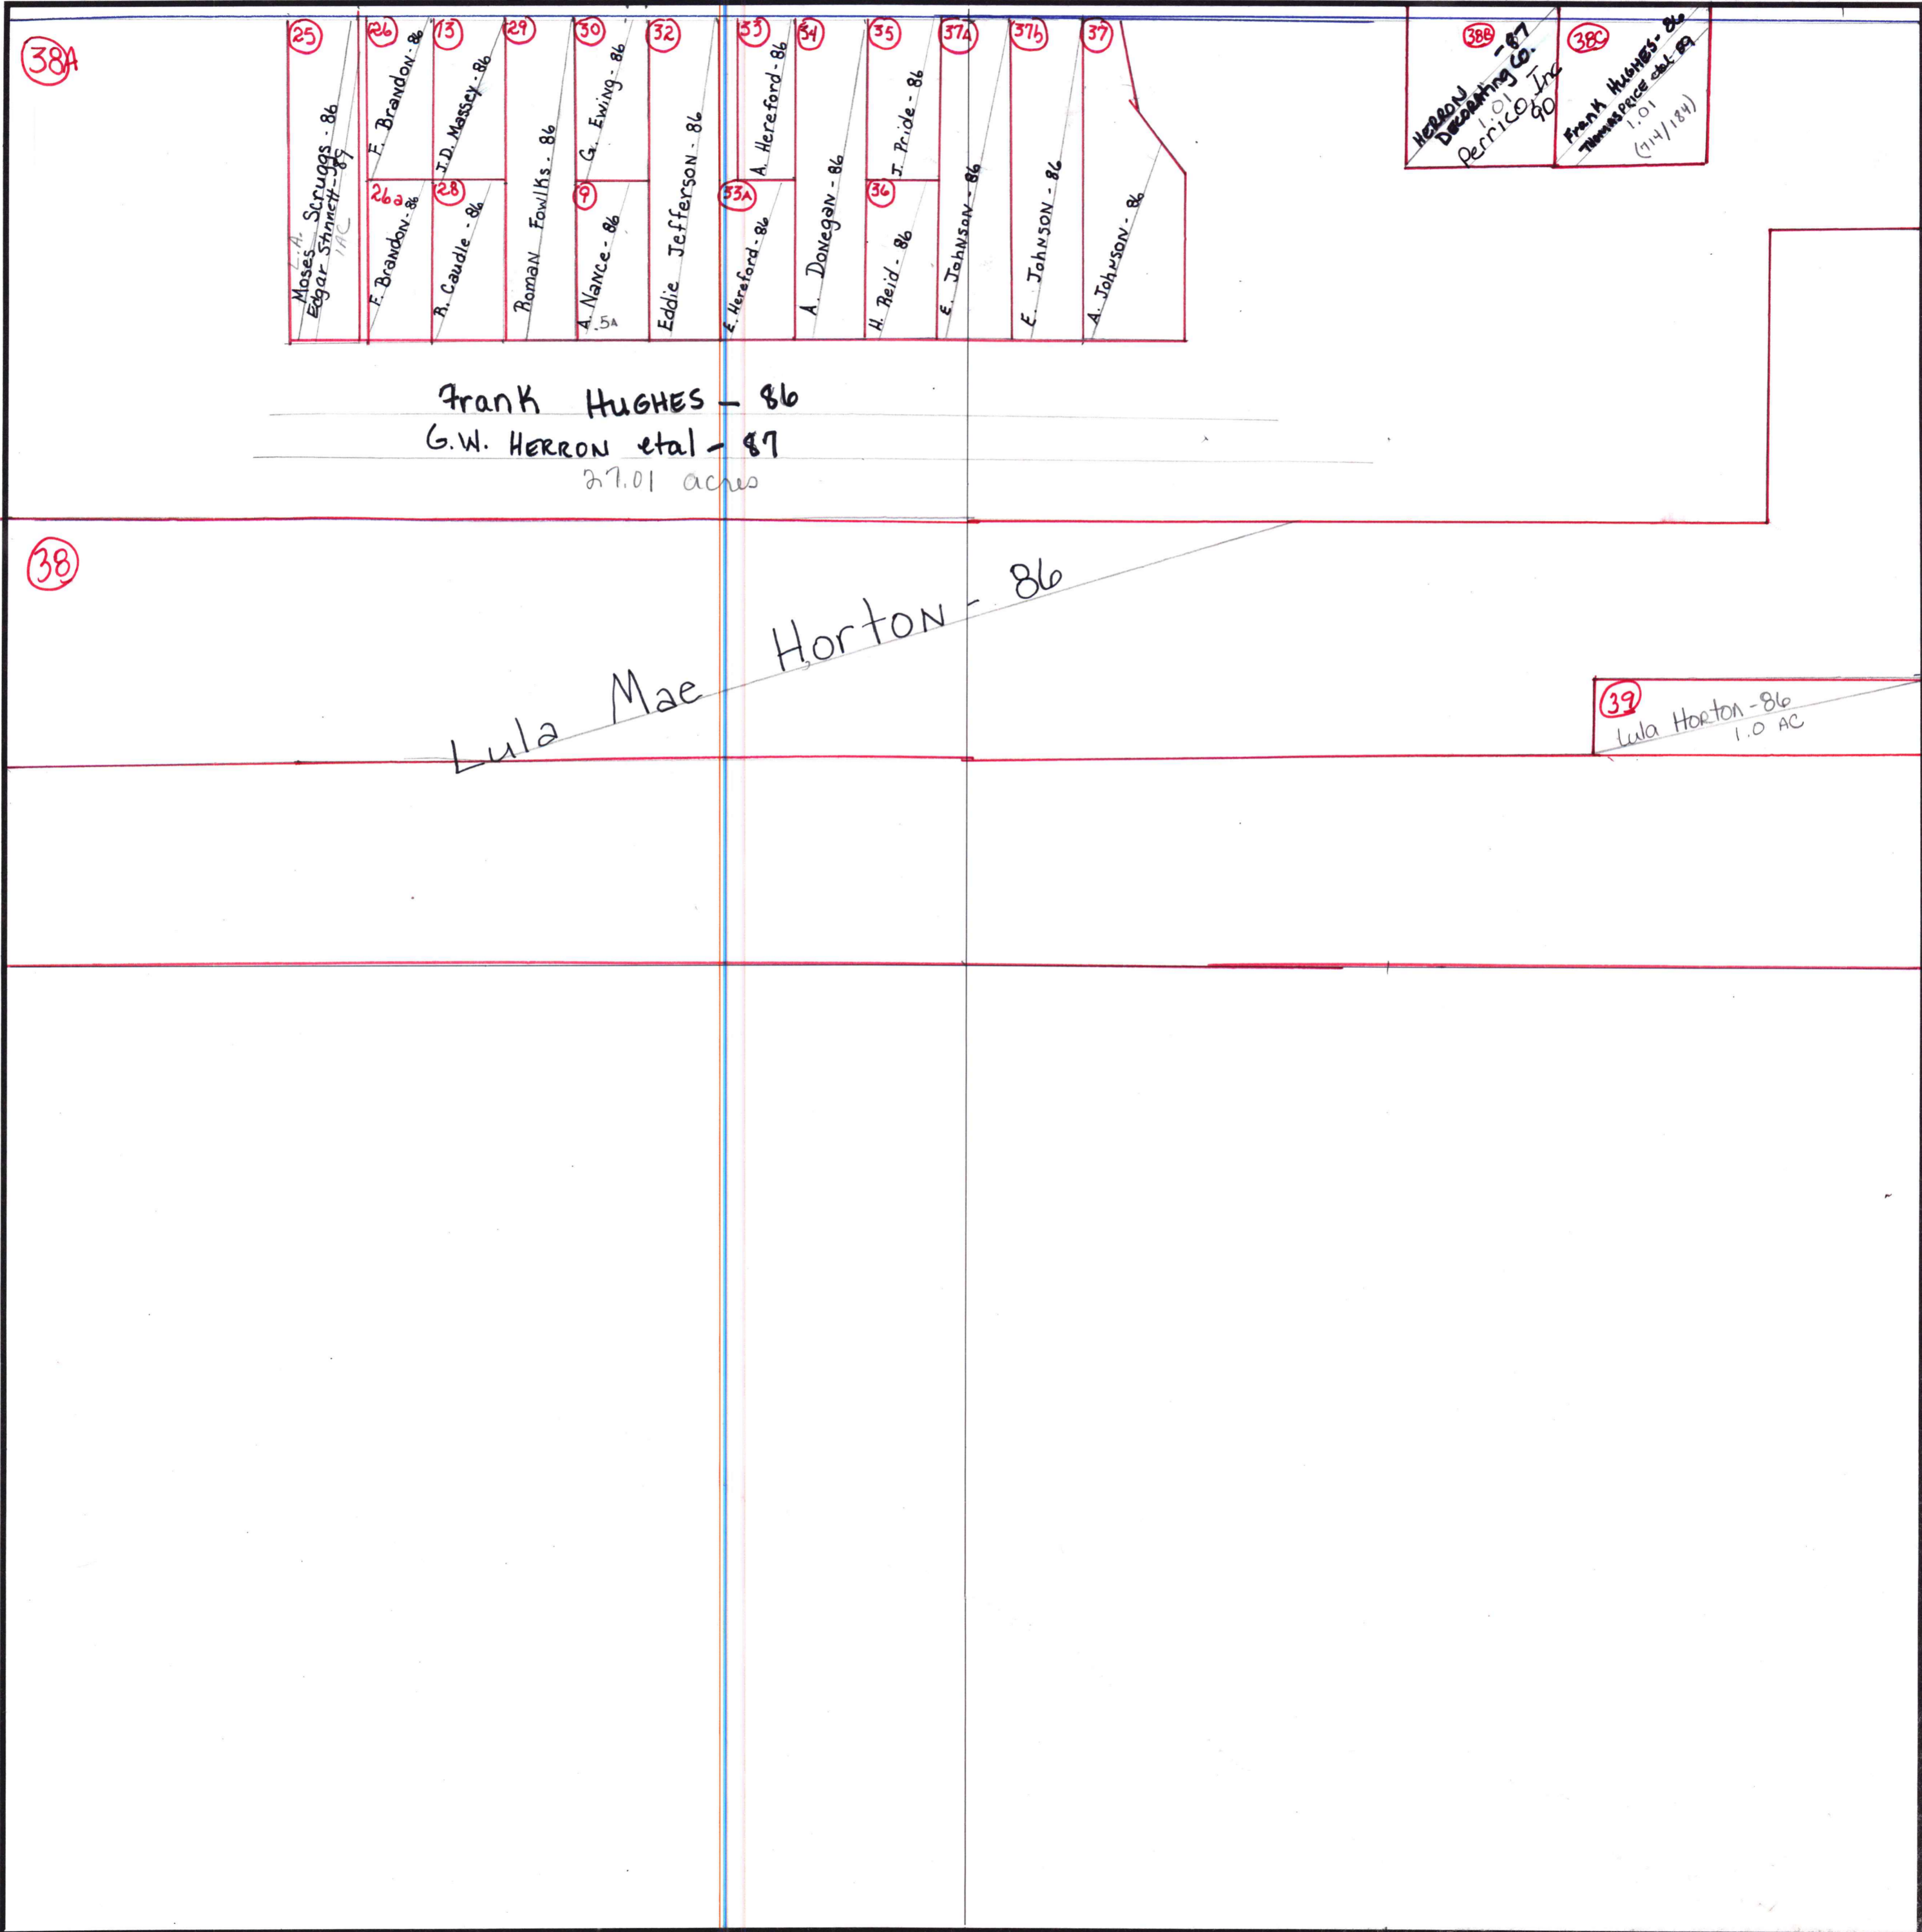 38A
25
Moses Scruggs - 86
L.A.
Edgar
89
1AC
26
F. Brandon - 86
26a
F. Brandon - 86
13
J.D. Massey - 86
28
R. Caudle - 86
29
Roman Fowlks - 86
30
G. Ewing - 86
9
A. Nance - 86
.5A
32
Eddie Jefferson - 86
33
A. Hereford - 86
33A
E. Hereford - 86
34
A. Donegan - 86
35
J. Pride - 86
36
H. Reid - 86
37A
E. Johnson - 86
37b
E. Johnson - 86
37
A. Johnson - 86
38B
HERRON - 87
DECORATING CO.
1.01
Perrico, Inc
90
38C
Frank HUGHES - 86
THOMAS PRICE etal - 89
1.01
(714/184)
Frank HUGHES - 86
G.W. HERRON etal - 87
27.01 acres
38
Lula Mae Horton - 86
39
Lula Horton - 86
1.0 AC